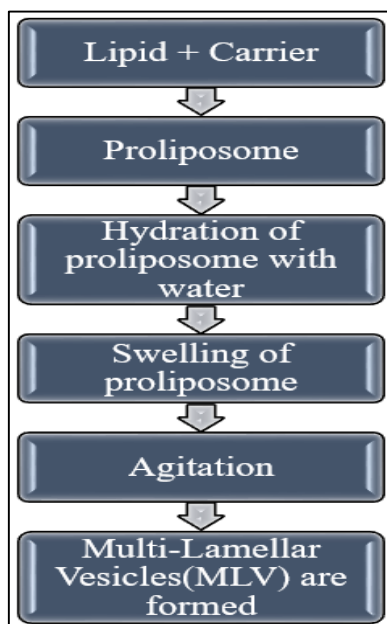 Lipid + Carrier
Proliposome
Hydration of
proliposome with
water
Swelling of
proliposome
Agitation
Multi-Lamellar
Vesicles(MLV) are
formed